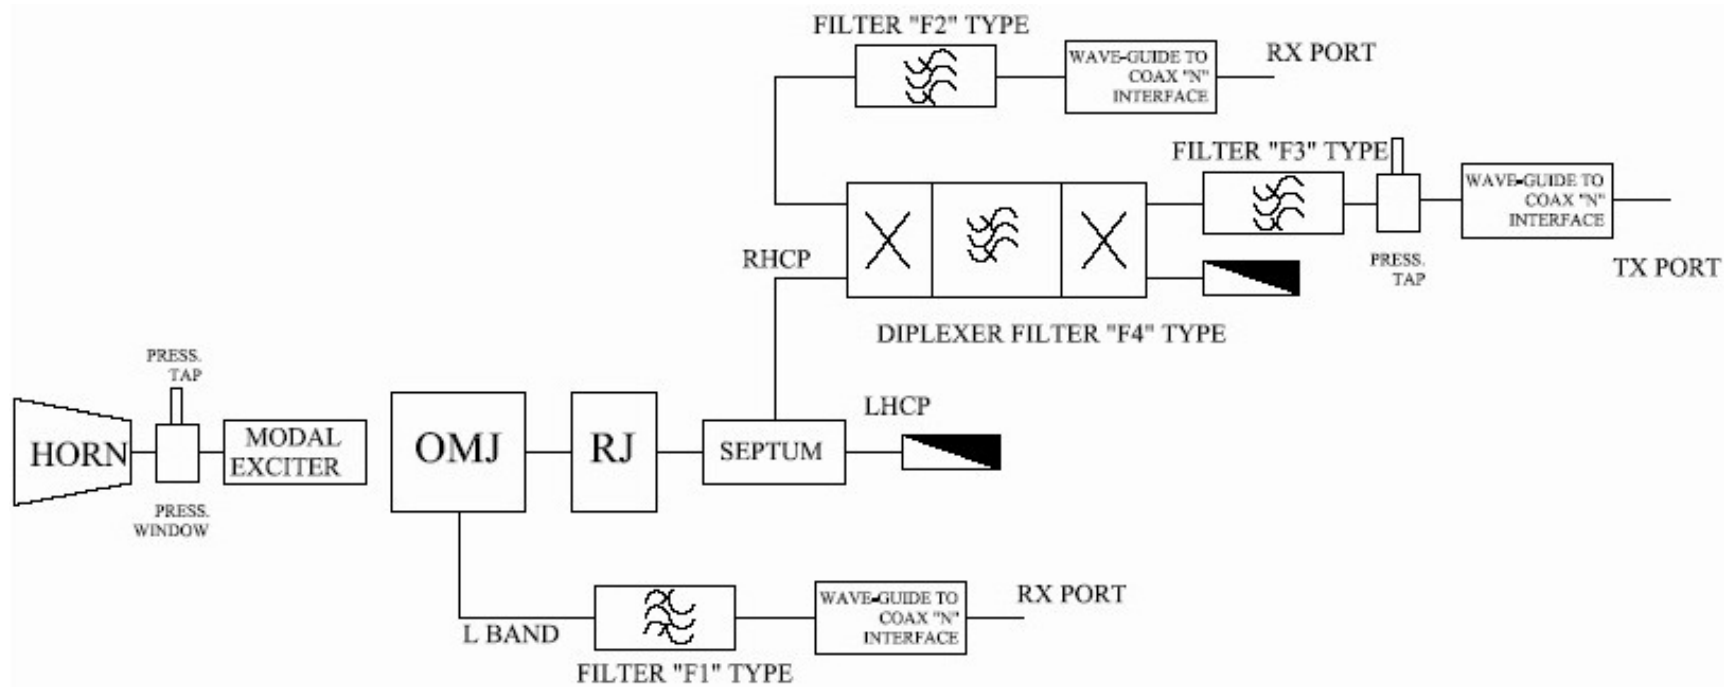 FILTER "F2" TYPE
WAVE-GUIDE TO
COAX "N"
INTERFACE
RX PORT
FILTER "F3" TYPE
WAVE-GUIDE TO
COAX "N"
INTERFACE
PRESS.
TAP
TX PORT
RHCP
DIPLEXER FILTER "F4" TYPE
PRESS.
TAP
HORN
PRESS.
WINDOW
MODAL
EXCITER
OMJ
RJ
SEPTUM
LHCP
L BAND
FILTER "F1" TYPE
WAVE-GUIDE TO
COAX "N"
INTERFACE
RX PORT